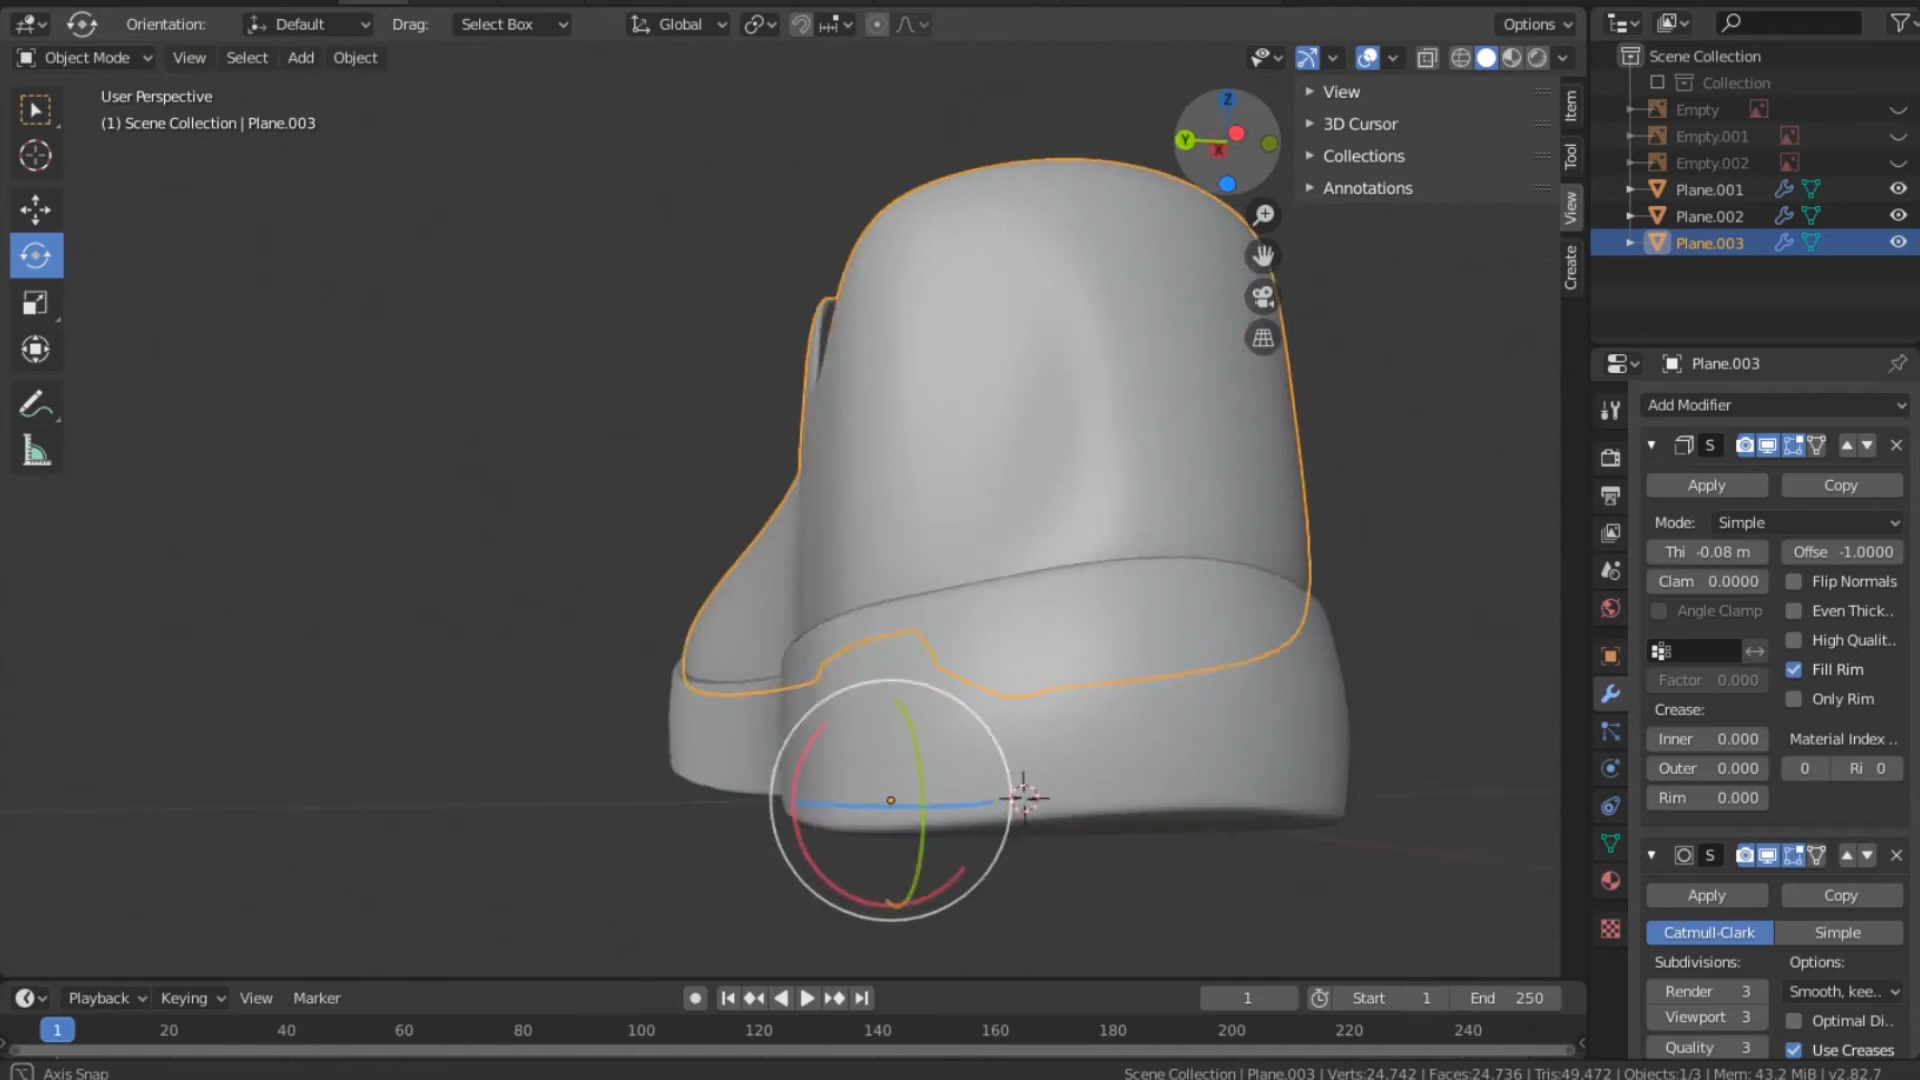 Orientation: Default Drag: Select Box Global Options
Object Mode View Select Add Object
User Perspective
(1) Scene Collection | Plane.003
Z
Y
X
View
3D Cursor
Collections
Annotations
Item
Tool
View
Create
Scene Collection
Collection
Empty
Empty.001
Empty.002
Plane.001
Plane.002
Plane.003
Plane.003
Add Modifier
S
Apply Copy
Mode: Simple
Thi -0.08 m Offse -1.0000
Clam 0.0000 Flip Normals
Angle Clamp Even Thick..
High Qualit..
Fill Rim
Factor 0.000
Only Rim
Crease:
Inner 0.000 Material Index ..
Outer 0.000 0 Ri 0
Rim 0.000
S
Apply Copy
Catmull-Clark Simple
Subdivisions: Options:
Render 3 Smooth, kee..
Viewport 3 Optimal Di..
Quality 3 Use Creases
Playback Keying View Marker 1 Start 1 End 250
1 20 40 60 80 100 120 140 160 180 200 220 240
Axis Snap
Scene Collection | Plane.003 | Verts:24,742 | Faces:24,736 | Tris:49,472 | Objects:1/3 | Mem: 43.2 MiB | v2.82.7